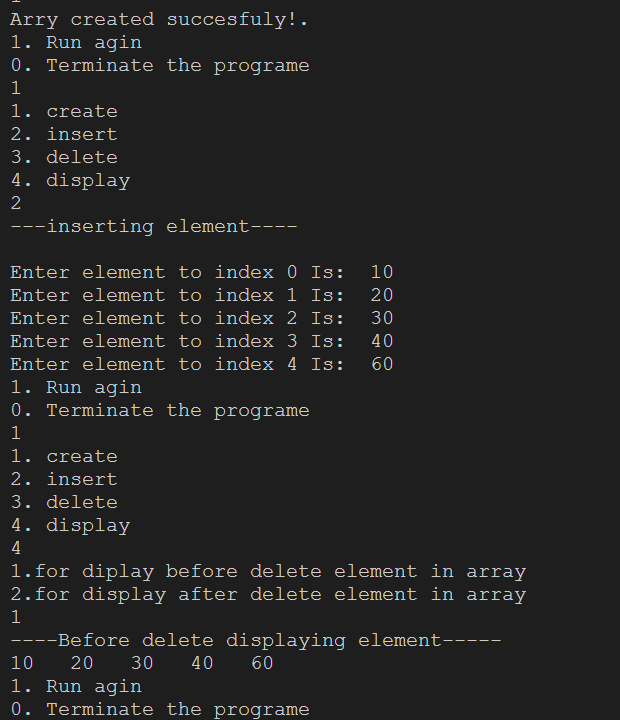 Arry created succesfuly!.
1. Run agin
0. Terminate the programe
1
1. create
2. insert
3. delete
4. display
2
---inserting element----
Enter element to index 0 Is:  10
Enter element to index 1 Is:  20
Enter element to index 2 Is:  30
Enter element to index 3 Is:  40
Enter element to index 4 Is:  60
1. Run agin
0. Terminate the programe
1
1. create
2. insert
3. delete
4. display
4
1.for diplay before delete element in array
2.for display after delete element in array
1
----Before delete displaying element-----
10   20   30   40   60
1. Run agin
0. Terminate the programe